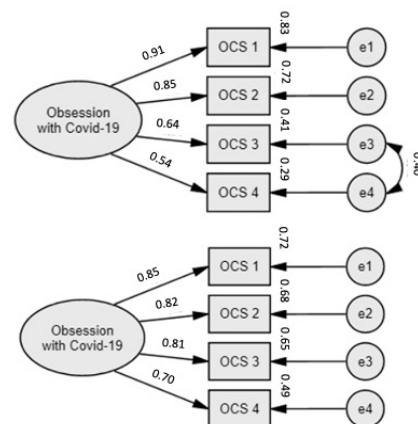 0.83
0.91
OCS 1
e1
0.72
0.85
OCS 2
e2
Obsession
with Covid-19
0.41
0.64
OCS 3
e3
0.54
0.29
OCS 4
e4
0.40
0.72
0.85
OCS 1
e1
0.68
0.82
OCS 2
e2
Obsession
with Covid-19
0.65
0.81
OCS 3
e3
0.70
0.49
OCS 4
e4